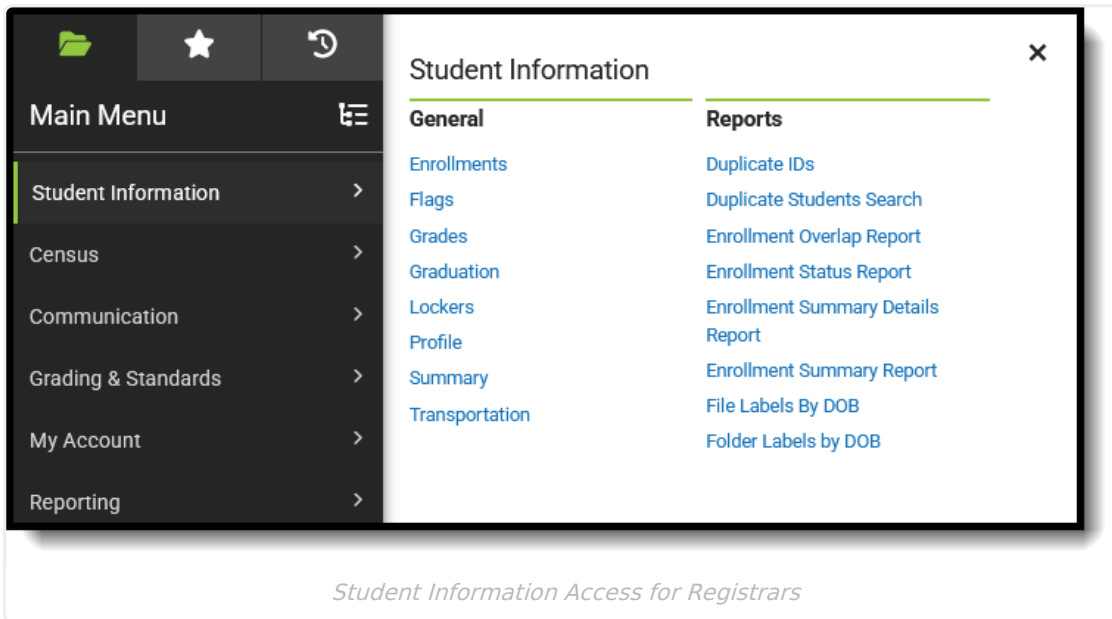 Main Menu
Student Information
Census
Communication
Grading & Standards
My Account
Reporting
Student Information
General
Enrollments
Flags
Grades
Graduation
Lockers
Profile
Summary
Transportation
Reports
Duplicate IDs
Duplicate Students Search
Enrollment Overlap Report
Enrollment Status Report
Enrollment Summary Details
Report
Enrollment Summary Report
File Labels By DOB
Folder Labels by DOB
Student Information Access for Registrars